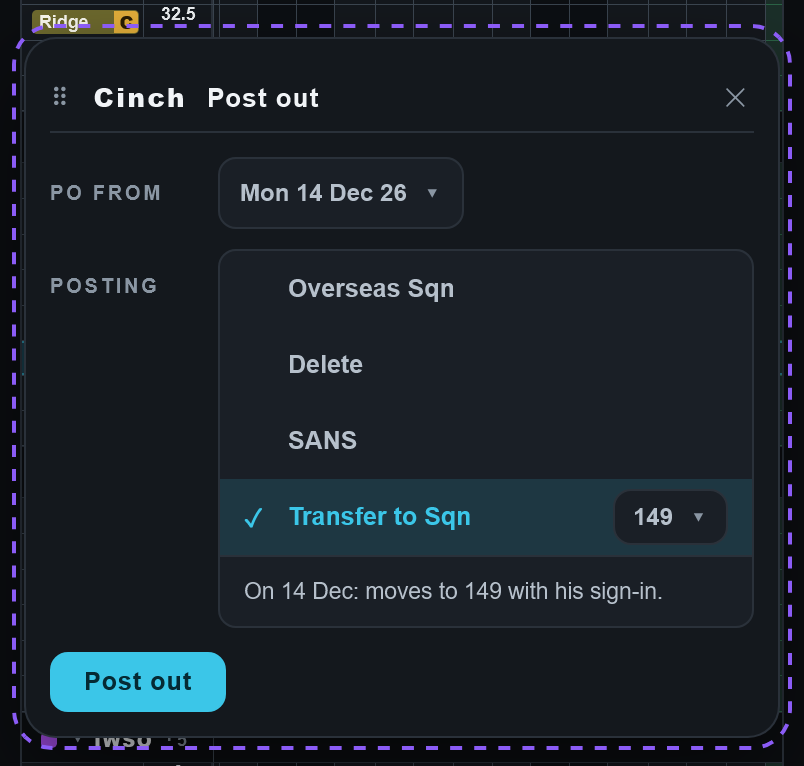 Ridge C 32.5
Cinch Post out
PO FROM Mon 14 Dec 26
POSTING
Overseas Sqn
Delete
SANS
✓ Transfer to Sqn 149
On 14 Dec: moves to 149 with his sign-in.
Post out